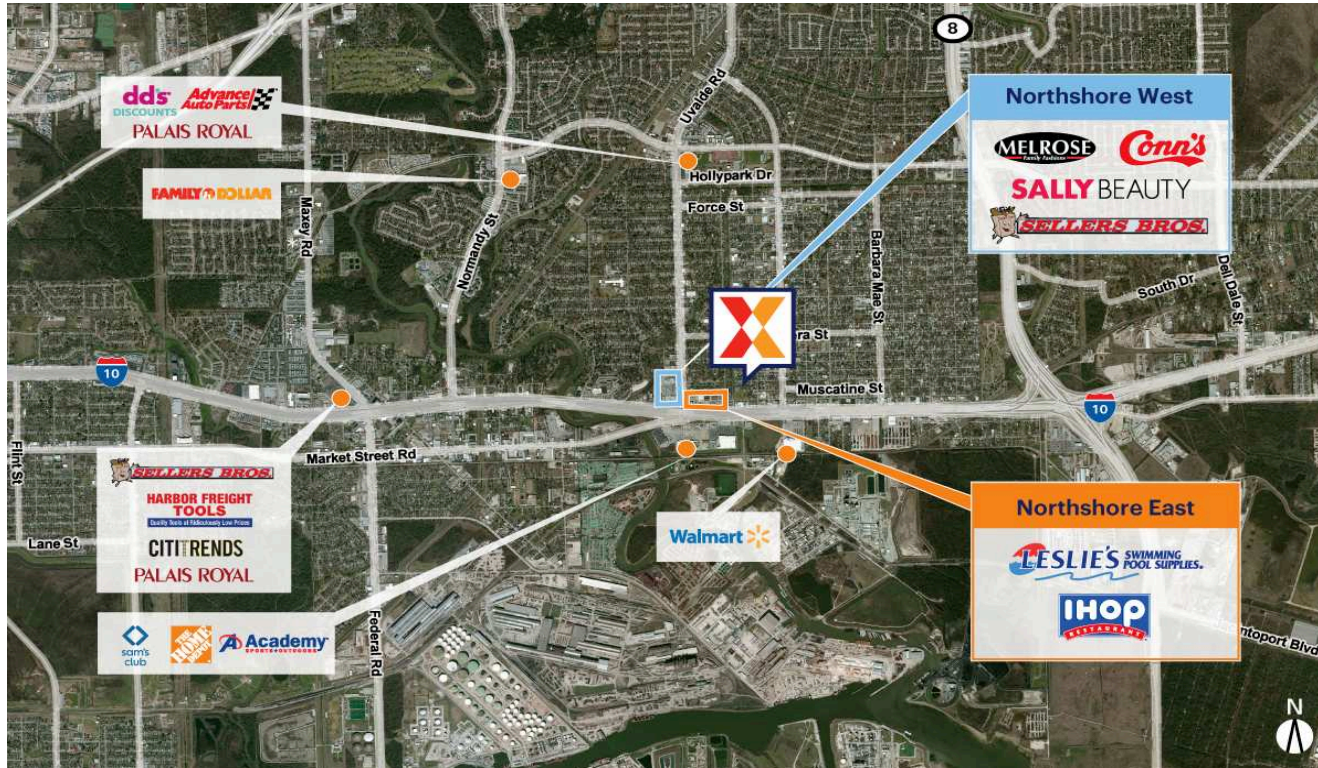 8
dd's
DISCOUNTS
Advance
Auto Parts
PALAIS ROYAL
FAMILY DOLLAR
Maxey Rd
Normandy St
Uvalde Rd
Hollypark Dr
Force St
Barbara Mae St
Northshore West
MELROSE
Family Fashions
Conn's
SALLY BEAUTY
SELLERS BROS.
South Dr
Dell Dale St
ra St
Muscatine St
10
10
Flint St
Market Street Rd
Lane St
SELLERS BROS.
HARBOR FREIGHT
TOOLS
Quality Tools at Ridiculously Low Prices
CITITRENDS
PALAIS ROYAL
Walmart
sam's
club
THE
HOME
DEPOT
Academy
SPORTS+OUTDOORS
Federal Rd
Northshore East
LESLIE'S SWIMMING
POOL SUPPLIES
IHOP
RESTAURANT
ntoport Blvd
N